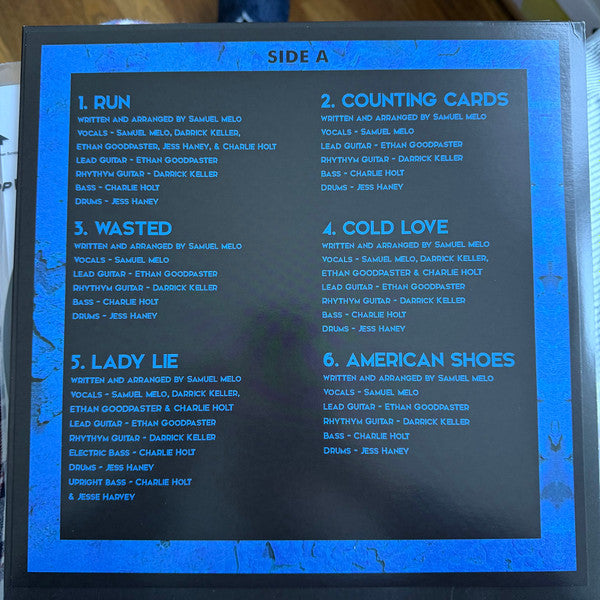 SIDE A
1. RUN
WRITTEN AND ARRANGED BY SAMUEL MELO
VOCALS - SAMUEL MELO, DARRICK KELLER,
ETHAN GOODPASTER, JESS HANEY, & CHARLIE HOLT
LEAD GUITAR - ETHAN GOODPASTER
RHYTHYM GUITAR - DARRICK KELLER
BASS - CHARLIE HOLT
DRUMS - JESS HANEY
2. COUNTING CARDS
WRITTEN AND ARRANGED BY SAMUEL MELO
VOCALS - SAMUEL MELO
LEAD GUITAR - ETHAN GOODPASTER
RHYTHYM GUITAR - DARRICK KELLER
BASS - CHARLIE HOLT
DRUMS - JESS HANEY
3. WASTED
WRITTEN AND ARRANGED BY SAMUEL MELO
VOCALS - SAMUEL MELO
LEAD GUITAR - ETHAN GOODPASTER
RHYTHYM GUITAR - DARRICK KELLER
BASS - CHARLIE HOLT
DRUMS - JESS HANEY
4. COLD LOVE
WRITTEN AND ARRANGED BY SAMUEL MELO
VOCALS - SAMUEL MELO, DARRICK KELLER,
ETHAN GOODPASTER & CHARLIE HOLT
LEAD GUITAR - ETHAN GOODPASTER
RHYTHYM GUITAR - DARRICK KELLER
BASS - CHARLIE HOLT
DRUMS - JESS HANEY
5. LADY LIE
WRITTEN AND ARRANGED BY SAMUEL MELO
VOCALS - SAMUEL MELO, DARRICK KELLER,
ETHAN GOODPASTER & CHARLIE HOLT
LEAD GUITAR - ETHAN GOODPASTER
RHYTHYM GUITAR - DARRICK KELLER
ELECTRIC BASS - CHARLIE HOLT
DRUMS - JESS HANEY
UPRIGHT BASS - CHARLIE HOLT
& JESSE HARVEY
6. AMERICAN SHOES
WRITTEN AND ARRANGED BY SAMUEL MELO
VOCALS - SAMUEL MELO
LEAD GUITAR - ETHAN GOODPASTER
RHYTHYM GUITAR - DARRICK KELLER
BASS - CHARLIE HOLT
DRUMS - JESS HANEY